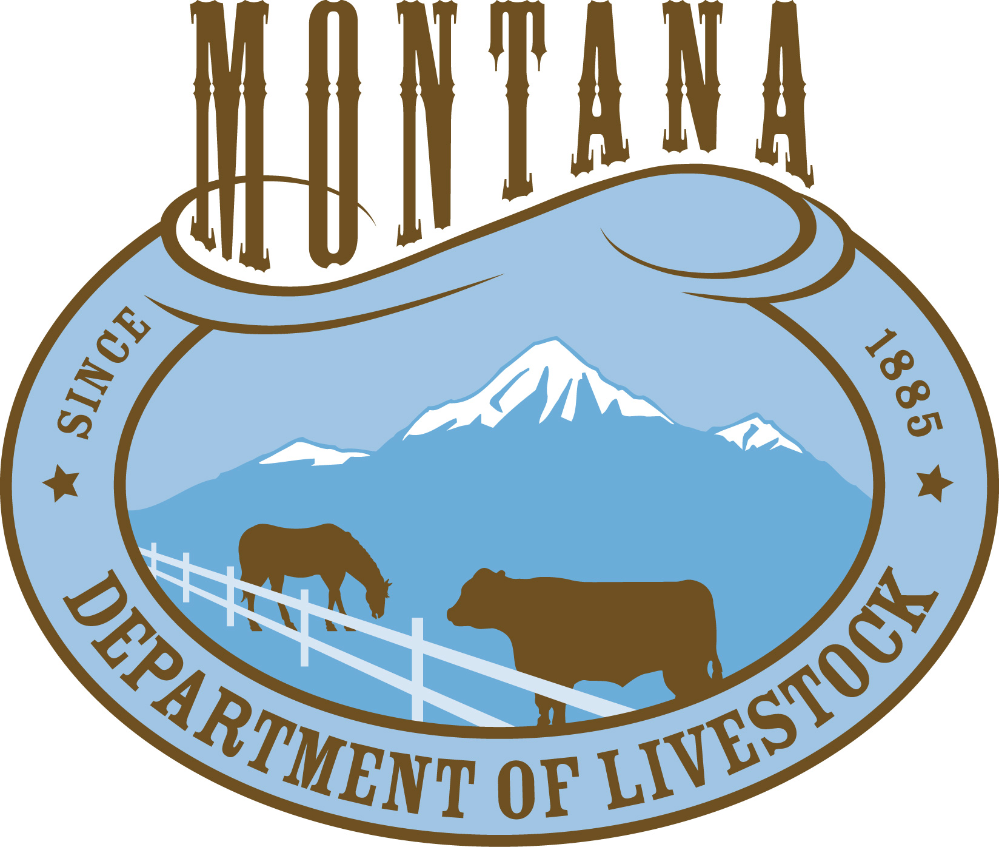 MONTANA
SINCE
1885
DEPARTMENT OF LIVESTOCK